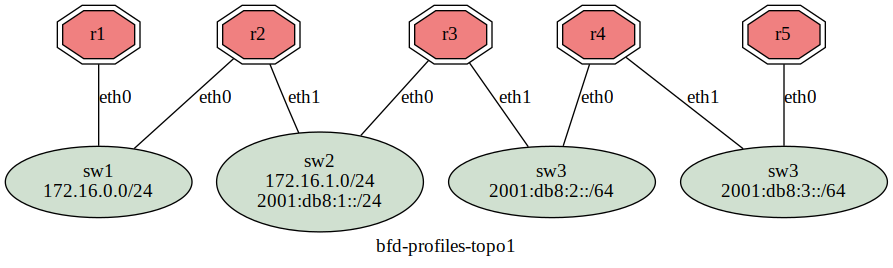 r1
r2
r3
r4
r5
eth0
eth0
eth1
eth0
eth1
eth0
eth1
eth0
sw1
172.16.0.0/24
sw2
172.16.1.0/24
2001:db8:1::/24
sw3
2001:db8:2::/64
sw3
2001:db8:3::/64
bfd-profiles-topo1